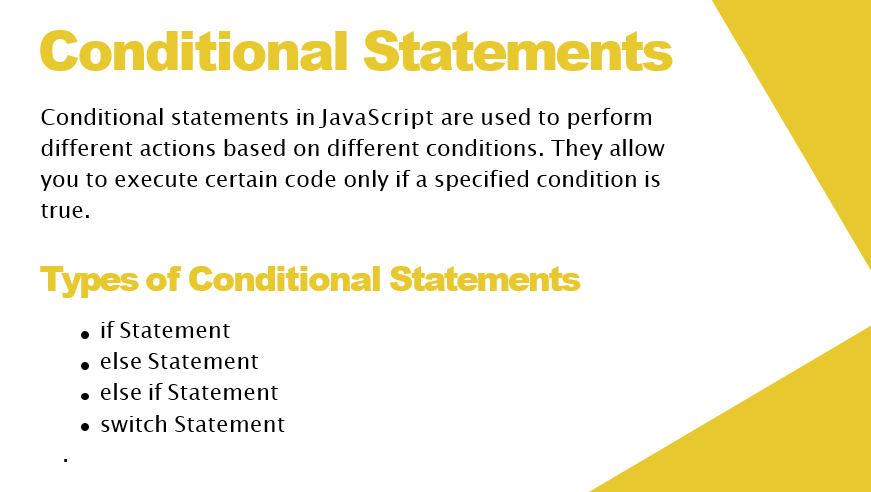 Conditional Statements
Conditional statements in JavaScript are used to perform
different actions based on different conditions. They allow
you to execute certain code only if a specified condition is
true.
Types of Conditional Statements
• if Statement
• else Statement
• else if Statement
• switch Statement
.